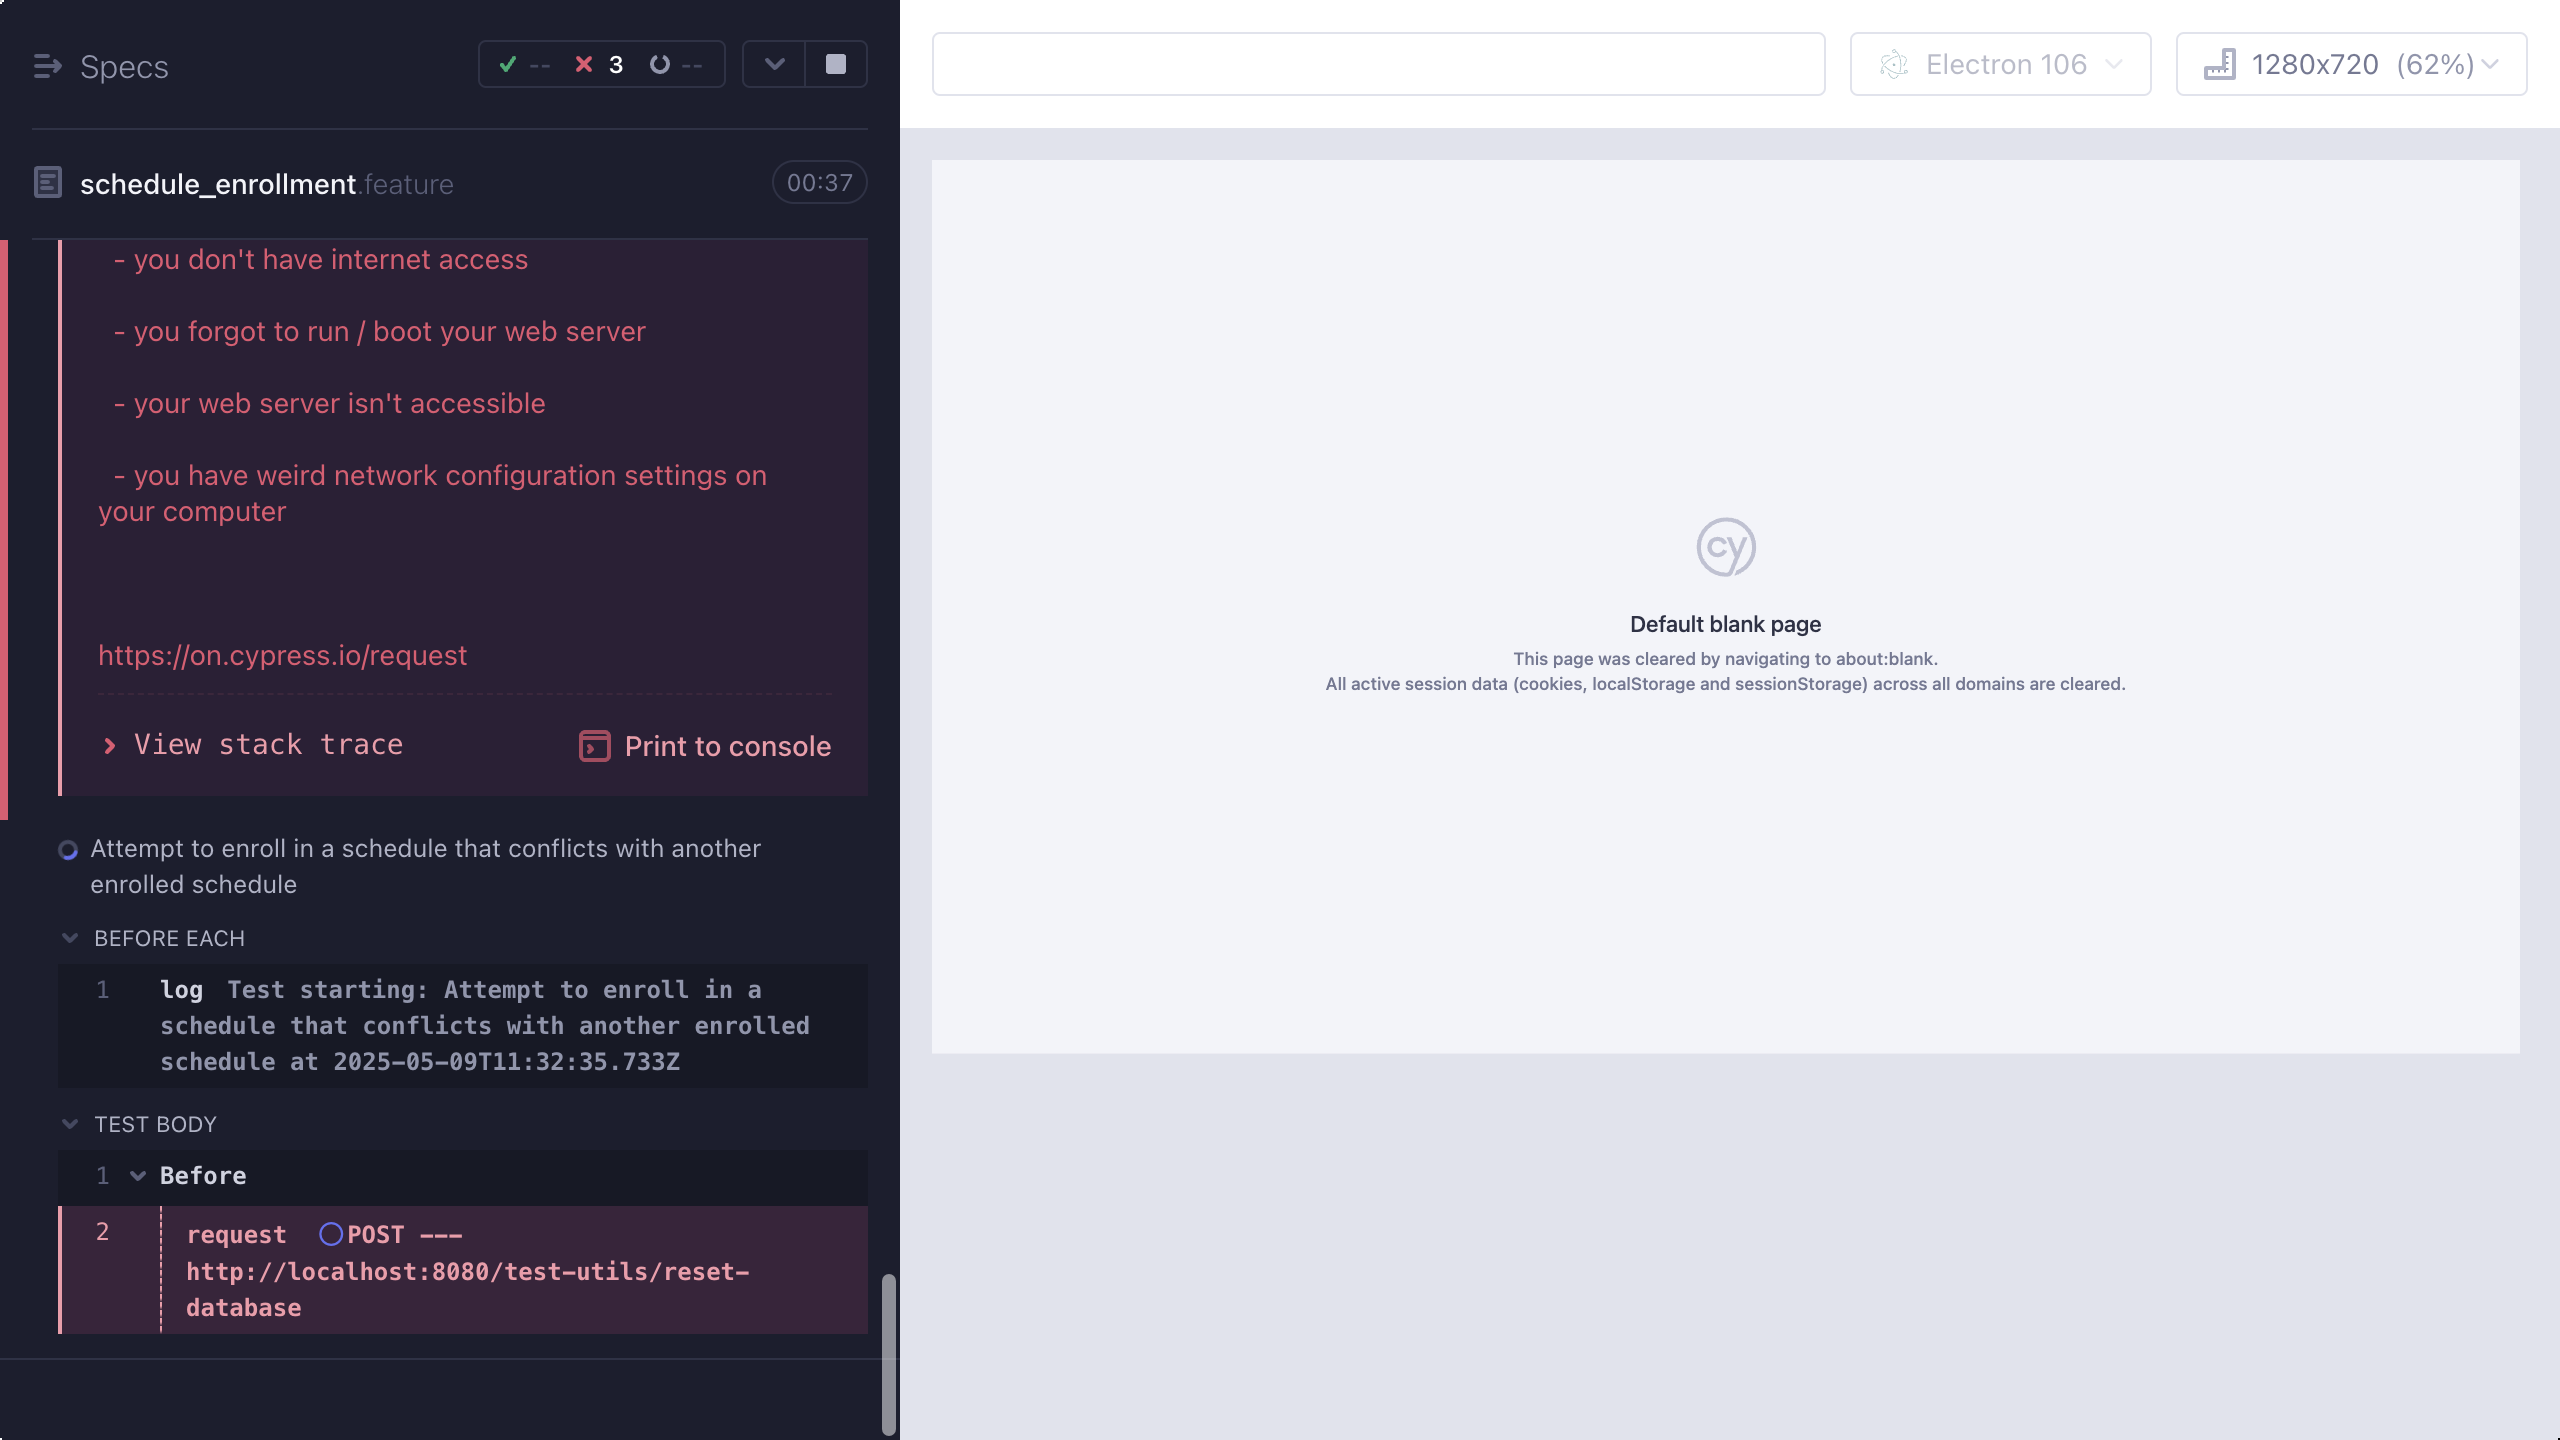 Specs
-- 3 --
schedule_enrollment.feature
00:37
- you don't have internet access
- you forgot to run / boot your web server
- your web server isn't accessible
- you have weird network configuration settings on
your computer
https://on.cypress.io/request
View stack trace
Print to console
Attempt to enroll in a schedule that conflicts with another
enrolled schedule
BEFORE EACH
1 log Test starting: Attempt to enroll in a
schedule that conflicts with another enrolled
schedule at 2025-05-09T11:32:35.733Z
TEST BODY
1 Before
2 request POST ---
http://localhost:8080/test-utils/reset-
database
Electron 106
1280x720 (62%)
cy
Default blank page
This page was cleared by navigating to about:blank.
All active session data (cookies, localStorage and sessionStorage) across all domains are cleared.